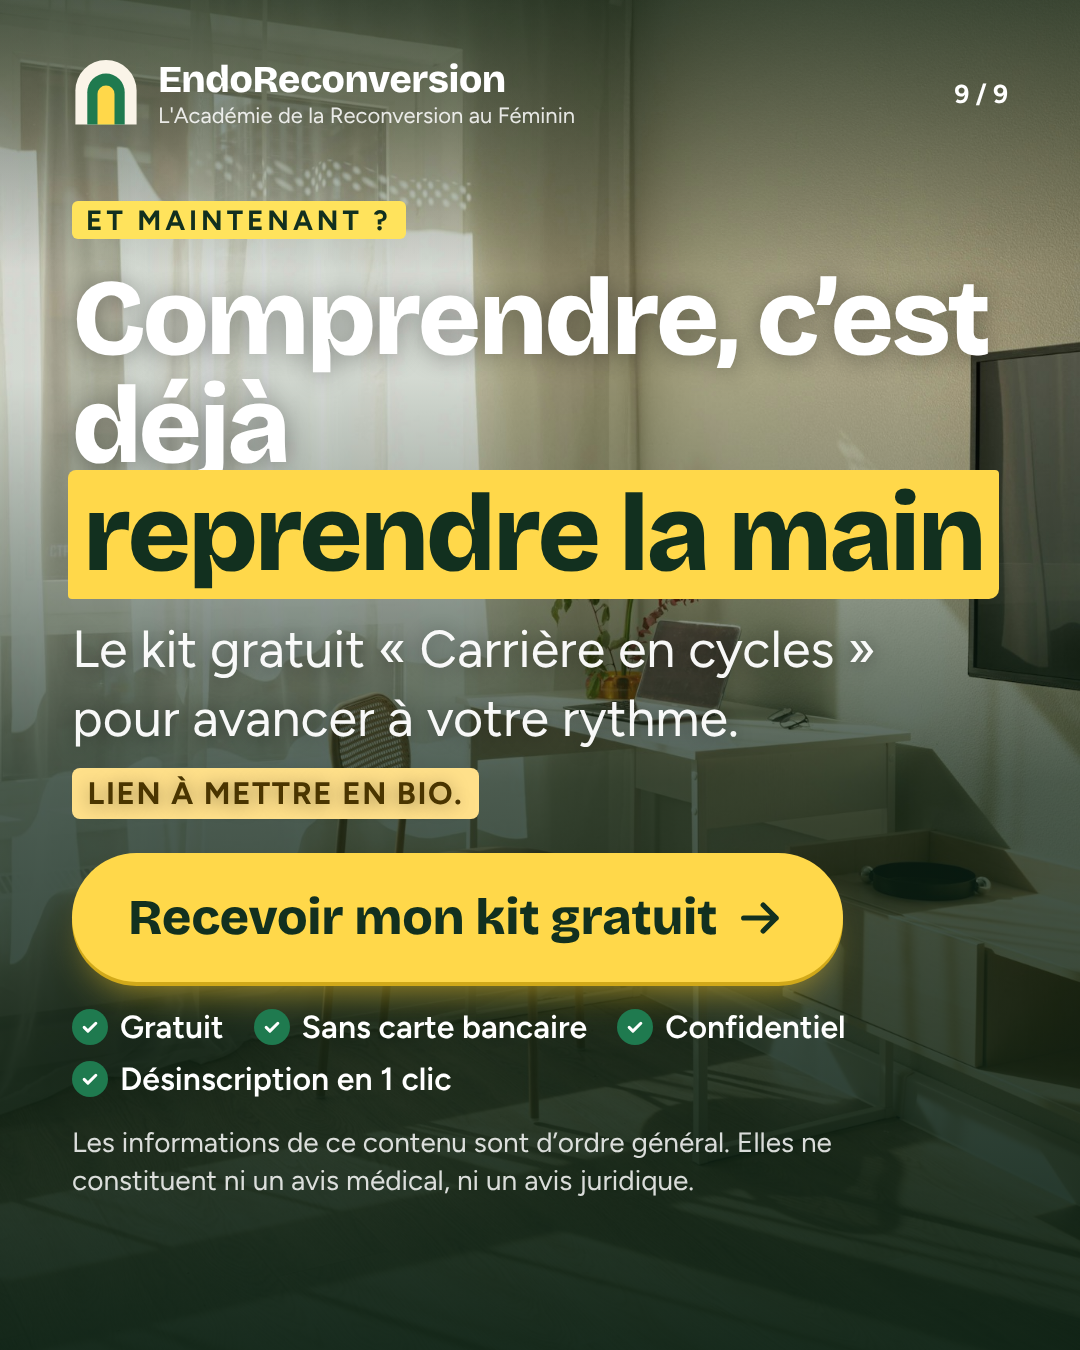 EndoReconversion
L'Académie de la Reconversion au Féminin
9 / 9
ET MAINTENANT ?
Comprendre, c’est
déjà
reprendre la main
Le kit gratuit « Carrière en cycles »
pour avancer à votre rythme.
LIEN À METTRE EN BIO.
Recevoir mon kit gratuit →
Gratuit
Sans carte bancaire
Confidentiel
Désinscription en 1 clic
Les informations de ce contenu sont d’ordre général. Elles ne
constituent ni un avis médical, ni un avis juridique.